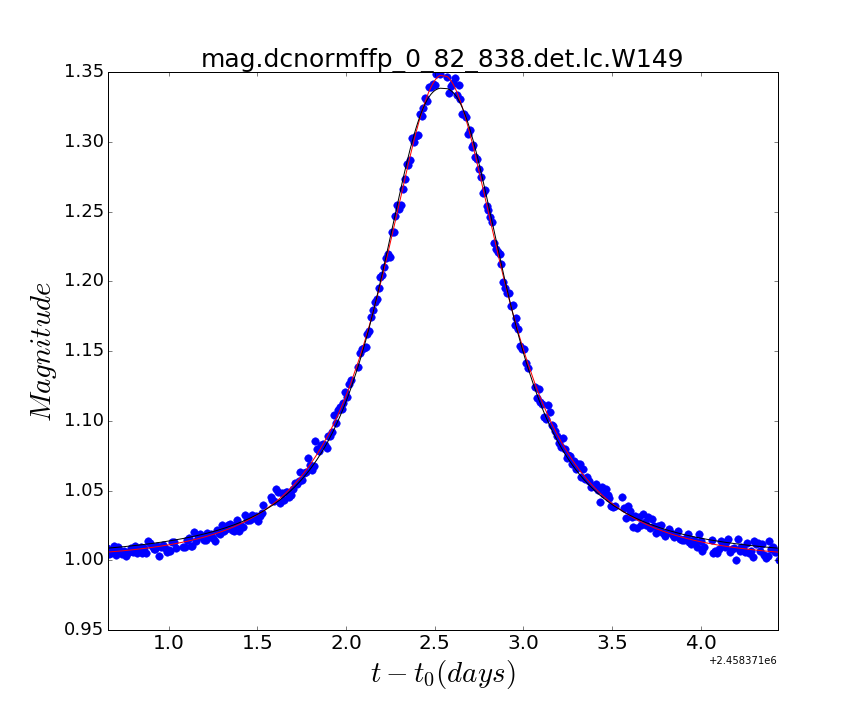 mag.dcnormffp_0_82_838.det.lc.W149
1.35
1.30
1.25
1.20
1.15
1.10
1.05
1.00
0.95
Magnitude
1.0 1.5 2.0 2.5 3.0 3.5 4.0
+2.458371e6
t − t₀(days)